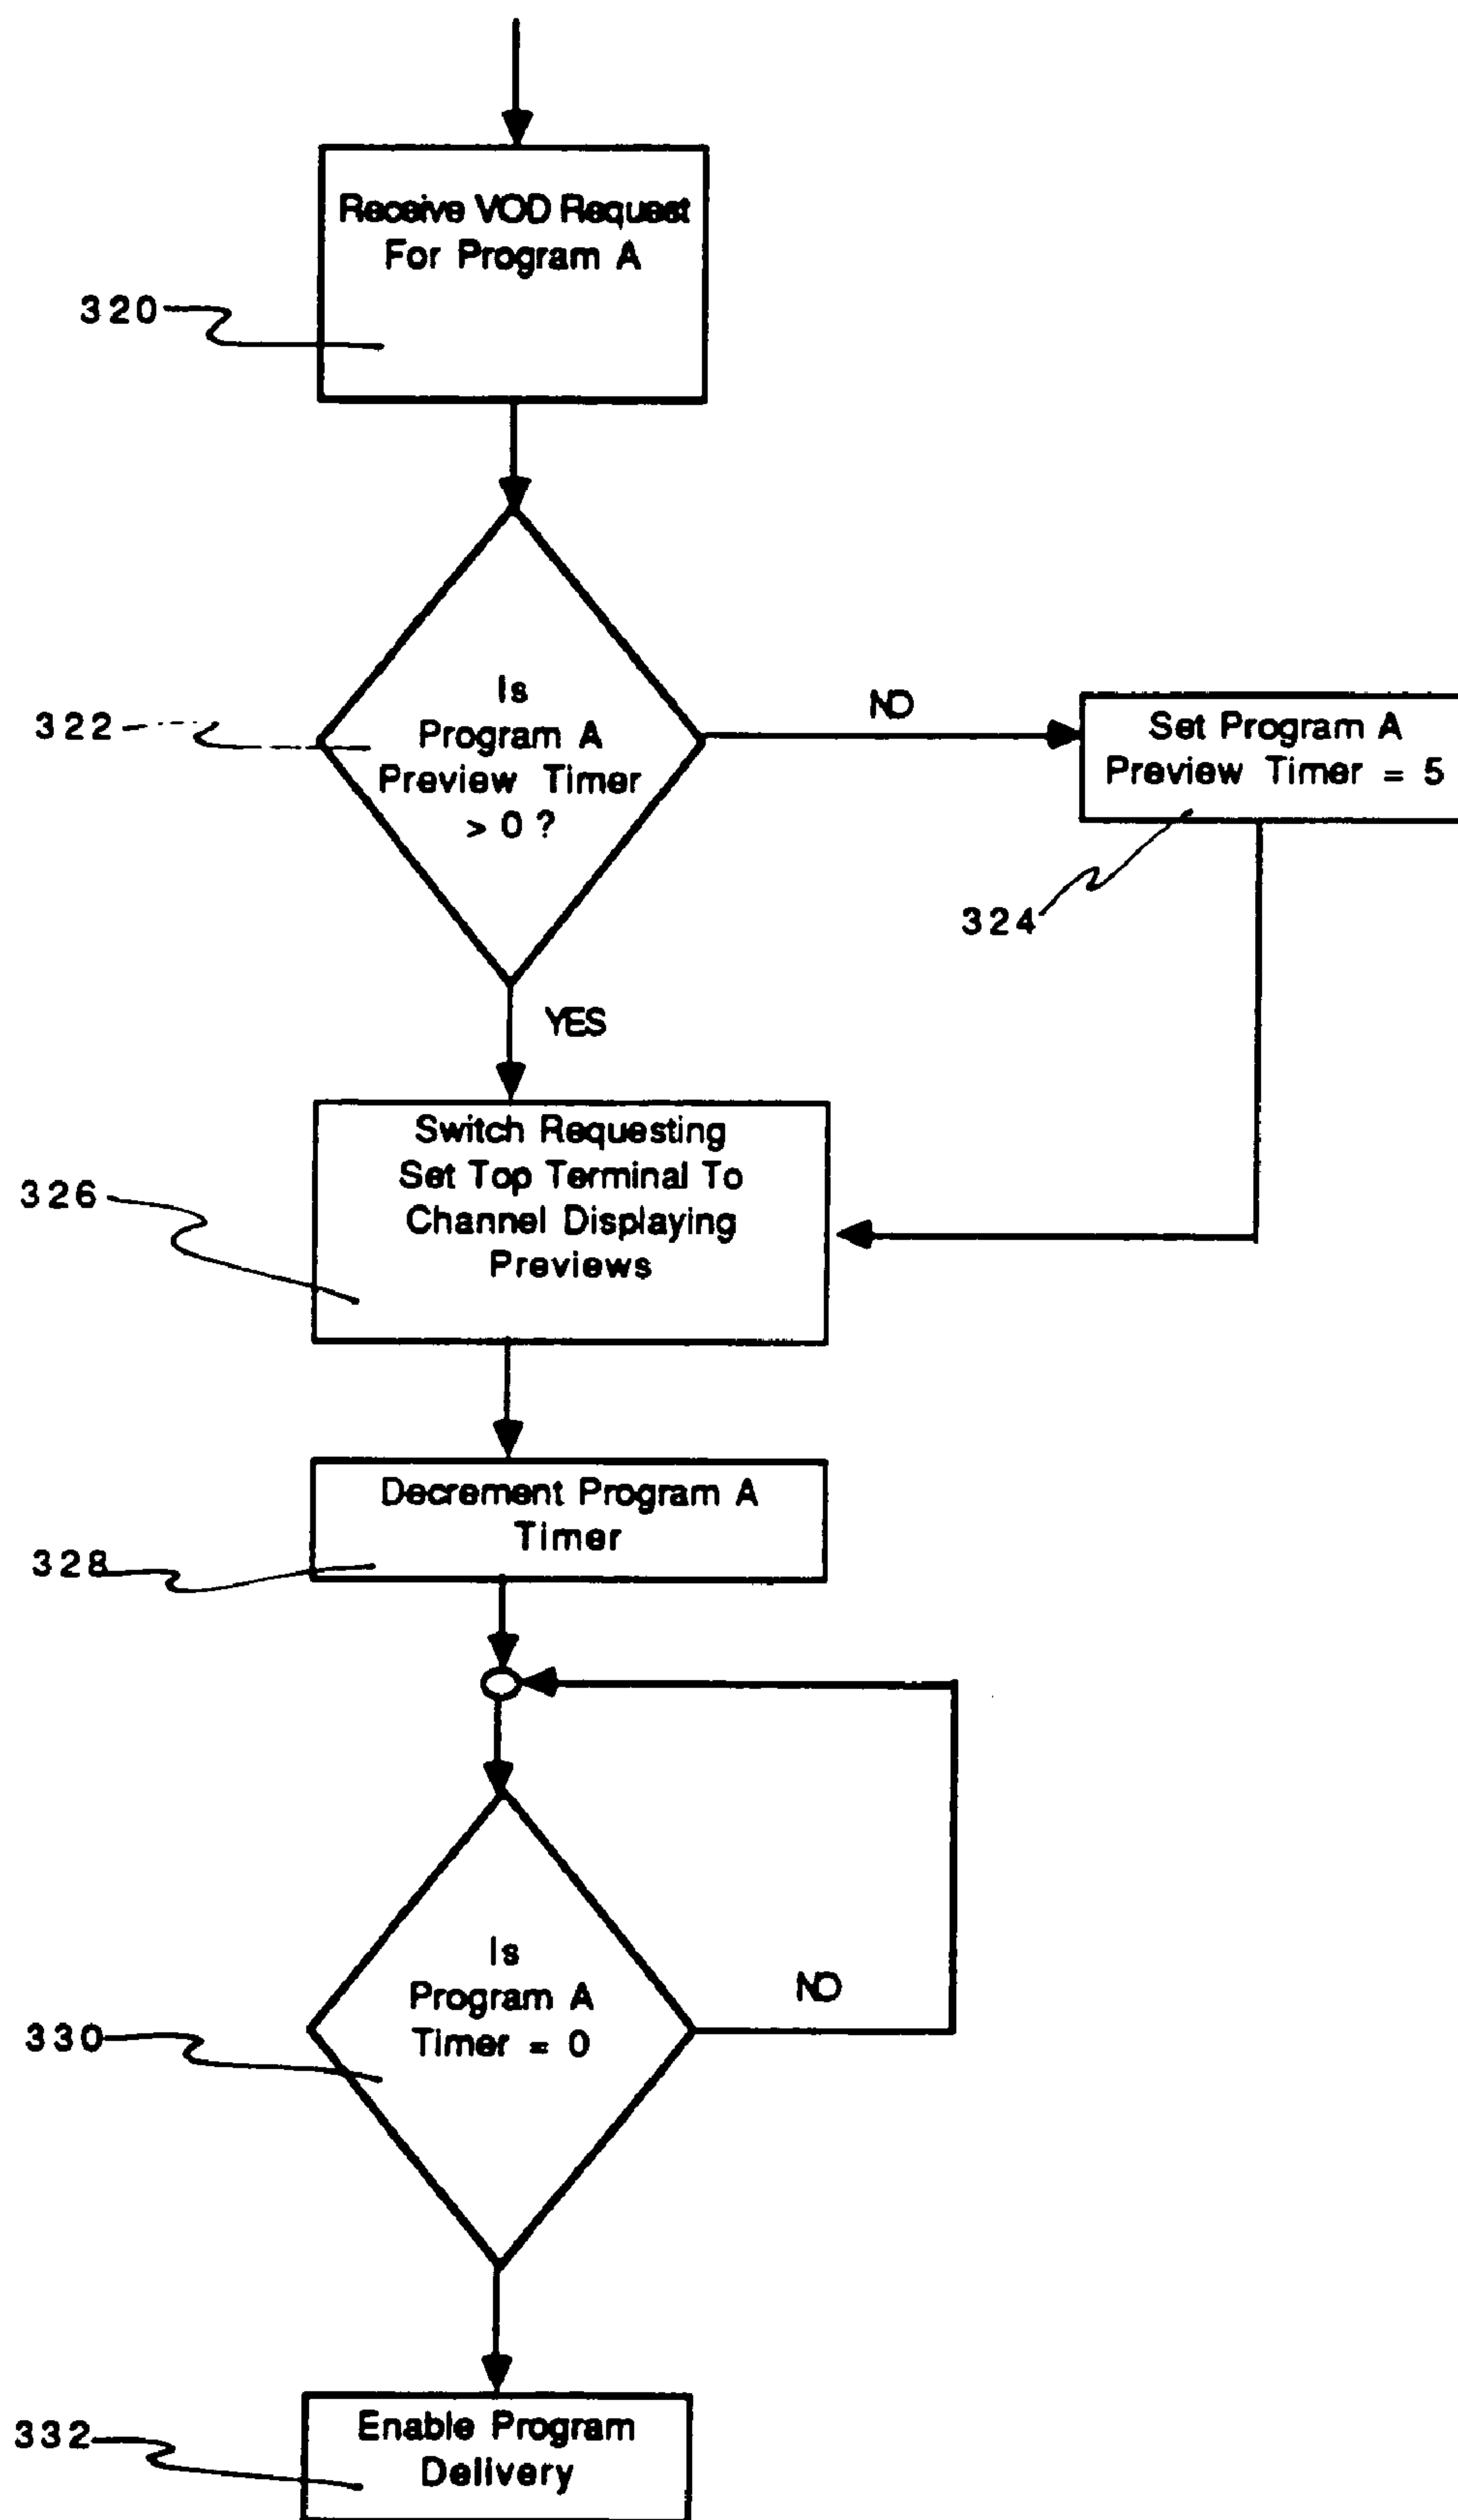 Receive VOD Request
For Program A
320
Is
Program A
Preview Timer
> 0 ?
322
NO
Set Program A
Preview Timer = 5
324
YES
Switch Requesting
Set Top Terminal To
Channel Displaying
Previews
326
Decrement Program A
Timer
328
Is
Program A
Timer = 0
NO
330
Enable Program
Delivery
332